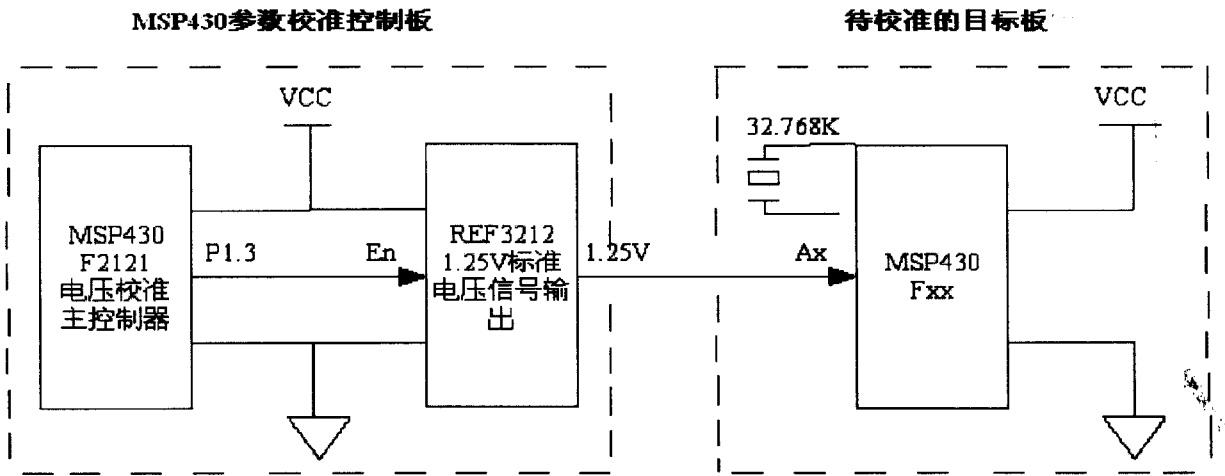 MSP430参数校准控制板
待校准的目标板
VCC
VCC
32.768K
MSP430
F2121
电压校准
主控制器
P1.3
En
REF3212
1.25V标准
电压信号输
出
1.25V
Ax
MSP430
Fxx